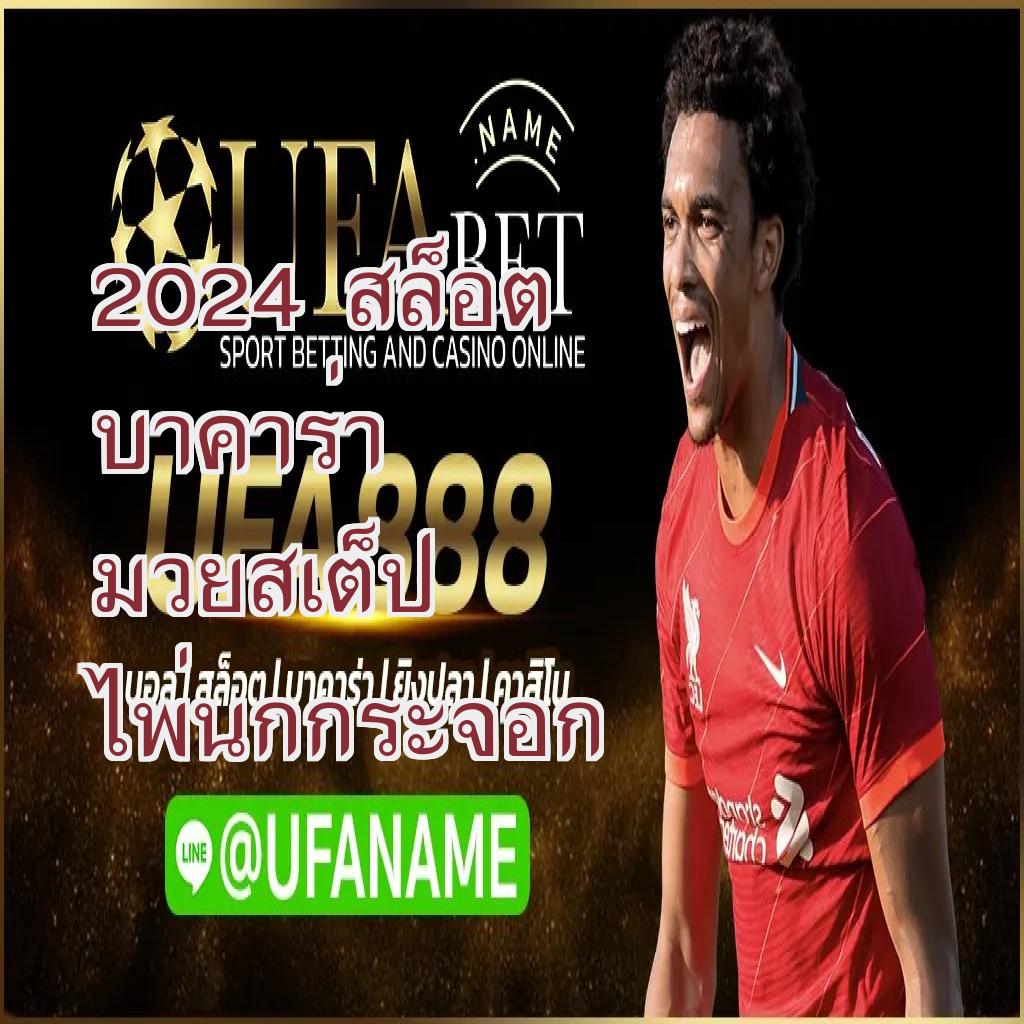 .NAME
UFABET
2024 สล็อต
SPORT BETTING AND CASINO ONLINE
บาคาร่า
UFA888
มวยสเต็ป
บอล | สล็อต | บาคาร่า | ยิงปลา | คาสิโน
ไพ่นกกระจอก
LINE @UFANAME